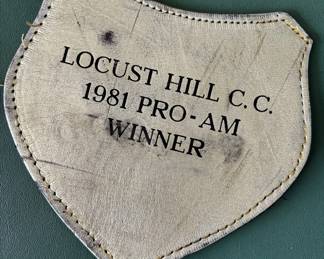 LOCUST HILL C.C.
1981 PRO-AM
WINNER